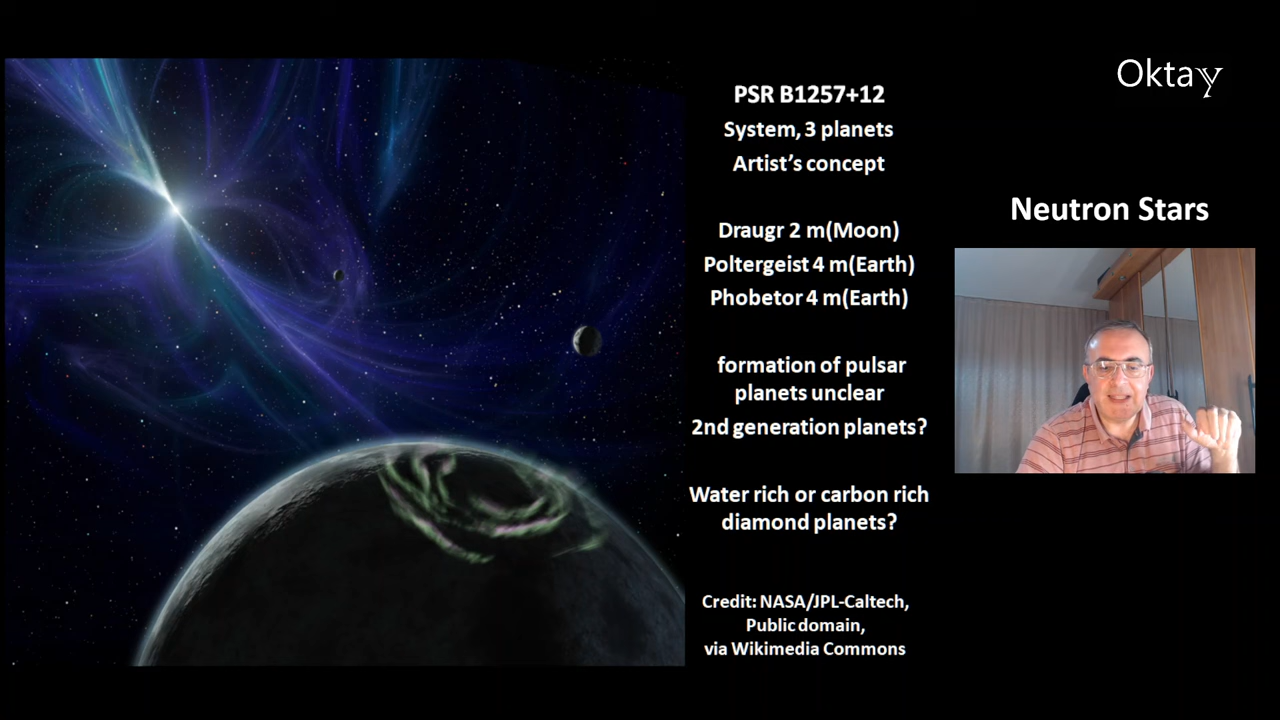 PSR B1257+12
System, 3 planets
Artist's concept
Draugr 2 m(Moon)
Poltergeist 4 m(Earth)
Phobetor 4 m(Earth)
formation of pulsar
planets unclear
2nd generation planets?
Water rich or carbon rich
diamond planets?
Credit: NASA/JPL-Caltech,
Public domain,
via Wikimedia Commons
Oktay
Neutron Stars